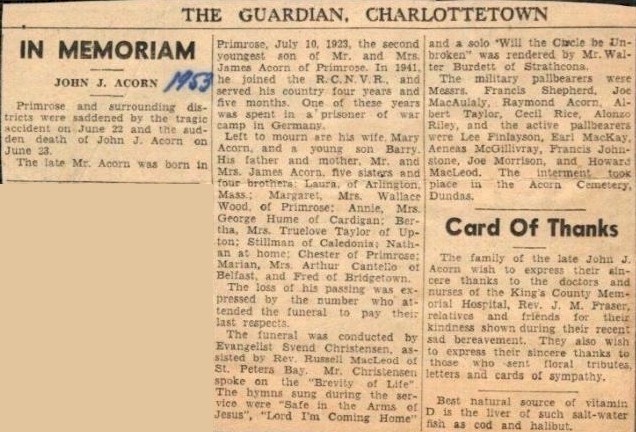 THE GUARDIAN, CHARLOTTETOWN
IN MEMORIAM
JOHN J. ACORN
1953
Primrose and surrounding dis-
tricts were saddened by the tragic
accident on June 22 and the sud-
den death of John J. Acorn on
June 23.
The late Mr. Acorn was born in
Primrose, July 10, 1923, the second
youngest son of Mr. and Mrs.
James Acorn of Primrose. In 1941,
he joined the R.C.N.V.R., and
served his country four years and
five months. One of these years
was spent in a prisoner of war
camp in Germany.
Left to mourn are his wife, Mary
Acorn, and a young son Barry.
His father and mother, Mr. and
Mrs. James Acorn, five sisters and
four brothers; Laura, of Arlington,
Mass.; Margaret, Mrs. Wallace
Wood, of Primrose; Annie, Mrs.
George Hume of Cardigan; Ber-
tha, Mrs. Truelove Taylor of Up-
ton; Stillman of Caledonia; Nath-
an at home; Chester of Primrose;
Marian, Mrs. Arthur Cantello of
Belfast, and Fred of Bridgetown.
The loss of his passing was ex-
pressed by the number who at-
tended the funeral to pay their
last respects.
The funeral was conducted by
Evangelist Svend Christensen, as-
sisted by Rev. Russell MacLeod of
St. Peters Bay. Mr. Christensen
spoke on the "Brevity of Life".
The hymns sung during the ser-
vice were "Safe in the Arms of
Jesus", "Lord I'm Coming Home"
and a solo "Will the Circle be Un-
broken" was rendered by Mr. Wal-
ter Burdett of Strathcona.
The military pallbearers were
Messrs. Francis Shepherd, Joe
MacAulaly, Raymond Acorn, Al-
bert Taylor, Cecil Rice, Alonzo
Riley, and the active pallbearers
were Le Finlayson, Earl MacKay,
Aeneas McGillivray, Francis John-
stone, Joe Morrison, and Howard
MacLeod. The interment took
place in the Acorn Cemetery,
Dundas.
Card Of Thanks
The family of the late John J.
Acorn wish to express their sin-
cere thanks to the doctors and
nurses of the King's County Mem-
orial Hospital, Rev. J. M. Fraser,
relatives and friends for their
kindness shown during their recent
sad bereavement. They also wish
to express their sincere thanks to
those who sent floral tributes,
letters and cards of sympathy.
Best natural source of vitamin
D is the liver of such salt-water
fish as cod and halibut.